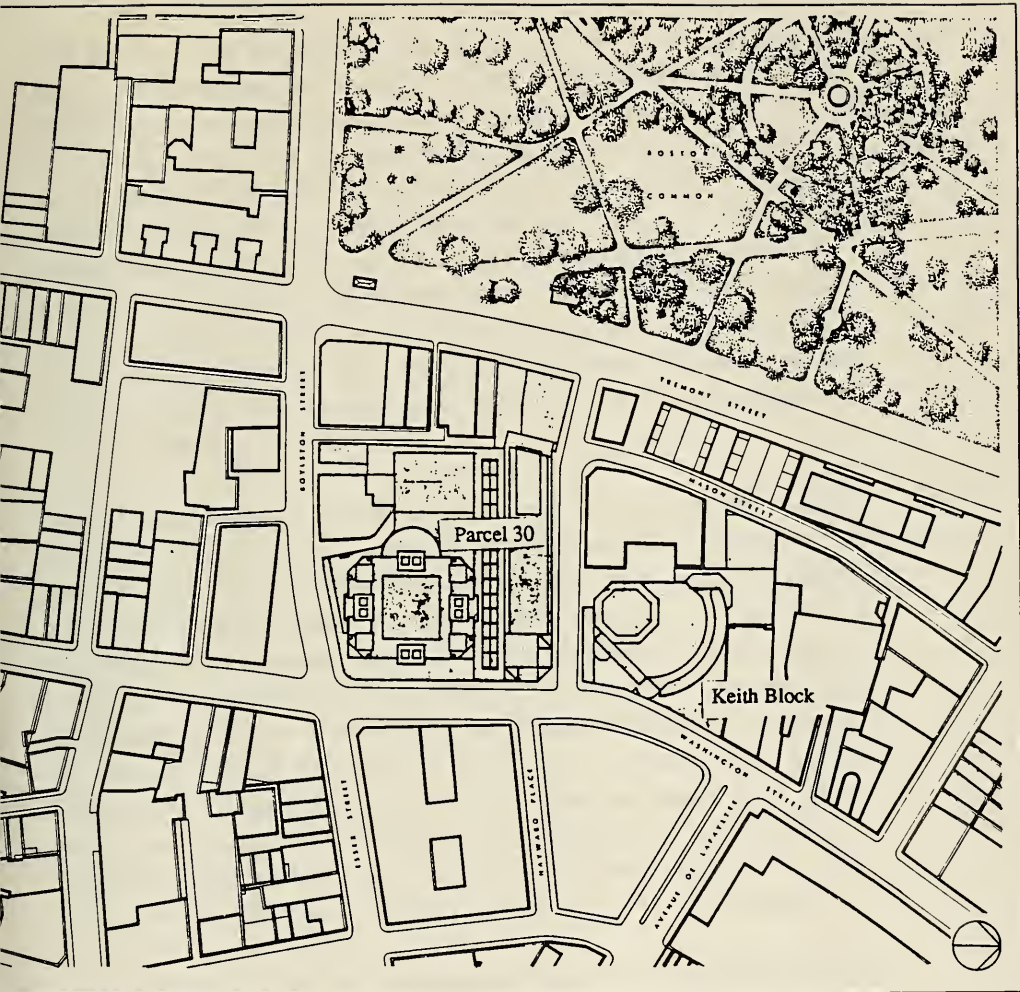 BOSTON
COMMON
TREMONT STREET
BOYLSTON STREET
MASON STREET
Parcel 30
Keith Block
WASHINGTON STREET
ESSEX STREET
HAYWARD PLACE
AVENUE DE LAFAYETTE